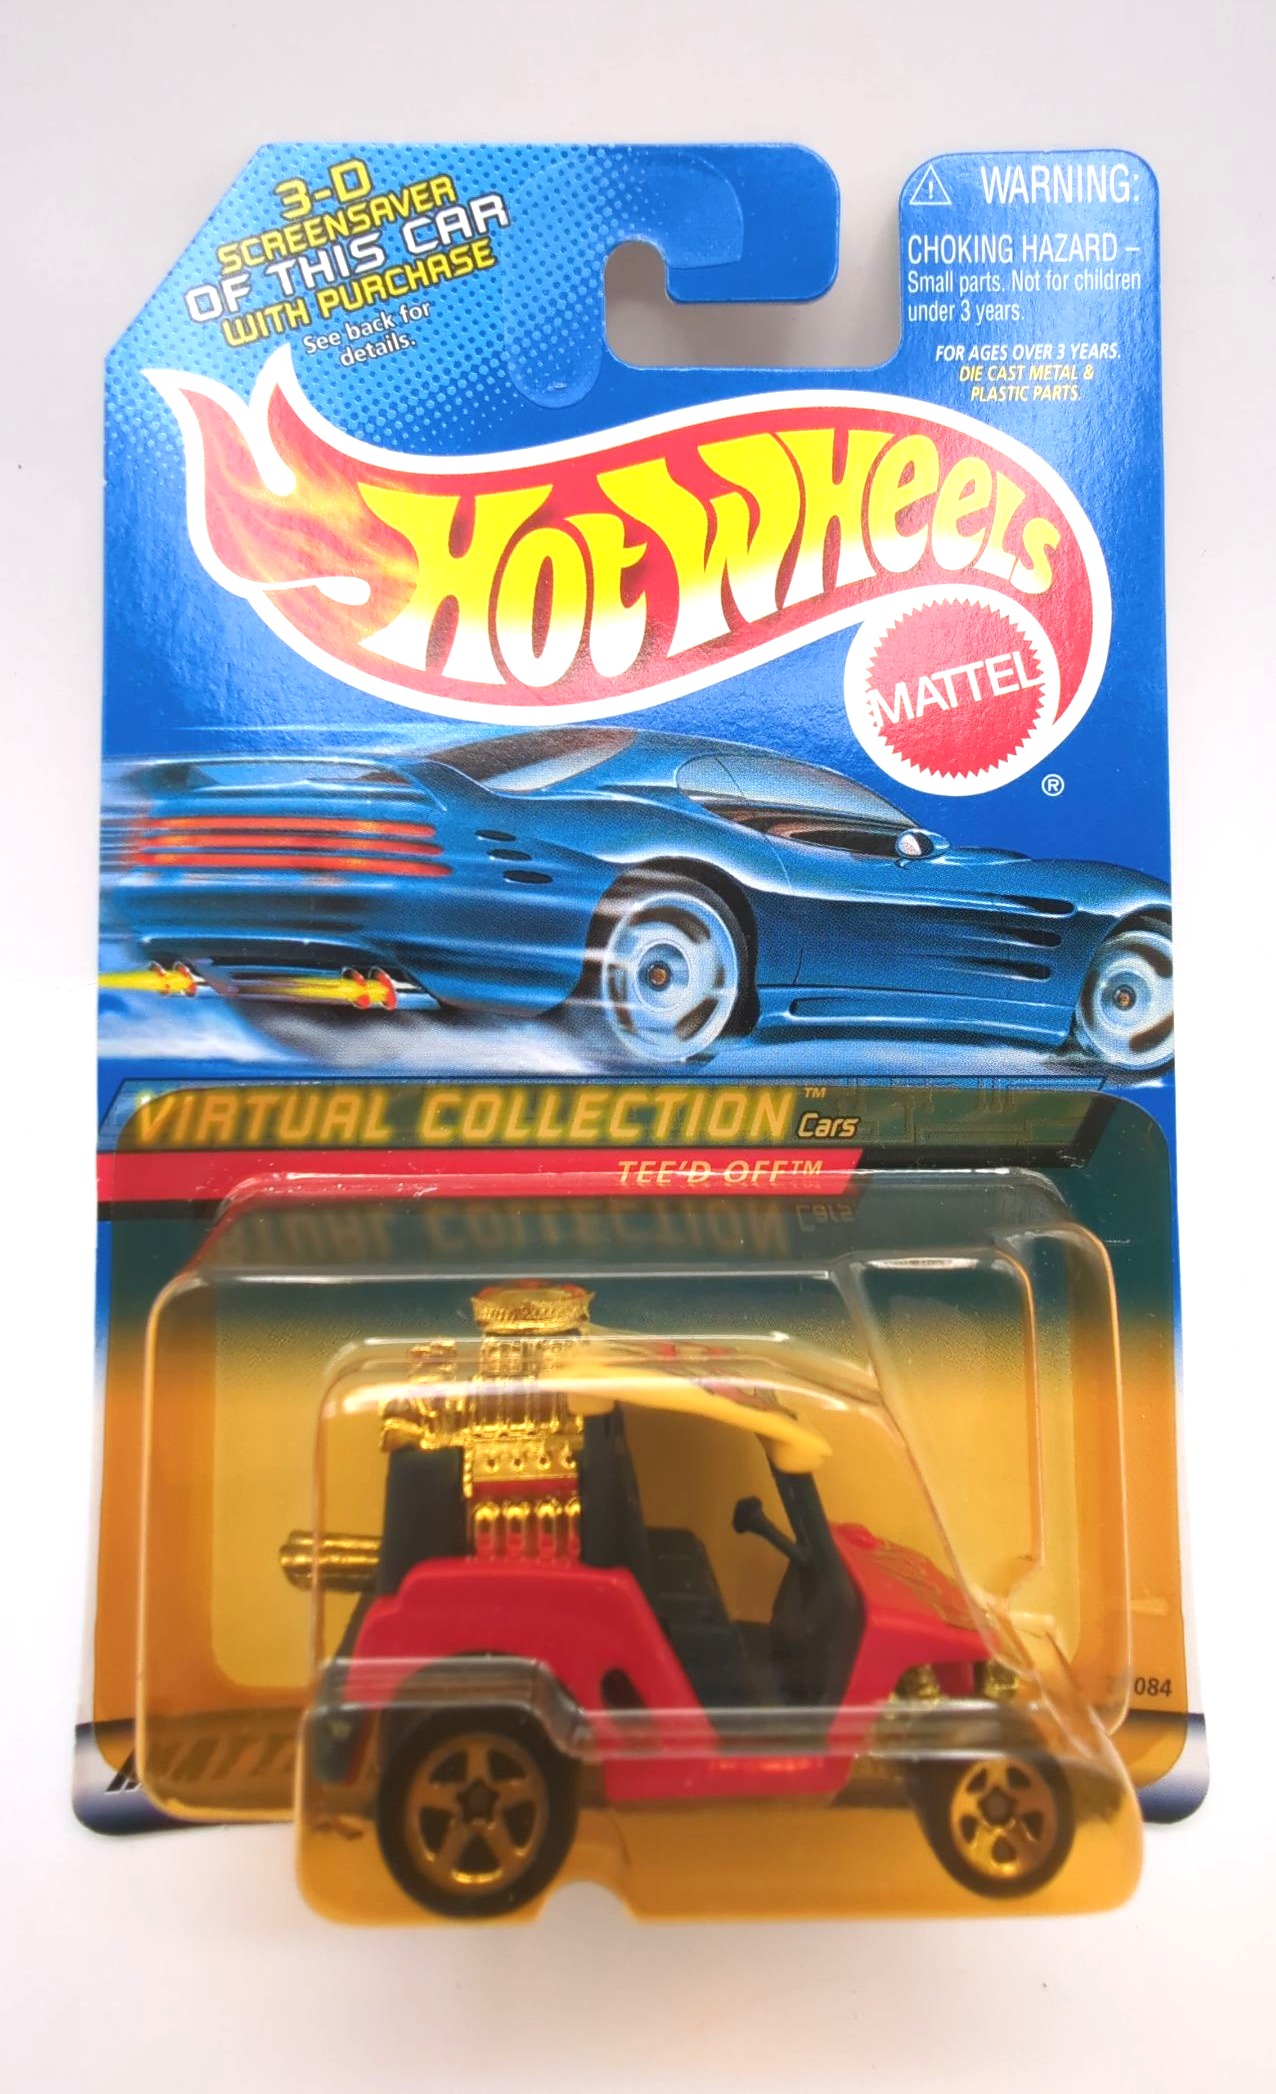 3-D
SCREENSAVER
OF THIS CAR
WITH PURCHASE
See back for
details.
WARNING:
CHOKING HAZARD –
Small parts. Not for children
under 3 years.
FOR AGES OVER 3 YEARS.
DIE CAST METAL &
PLASTIC PARTS.
HOT WHEELS
MATTEL
®
VIRTUAL COLLECTION™
Cars
TEE'D OFF™